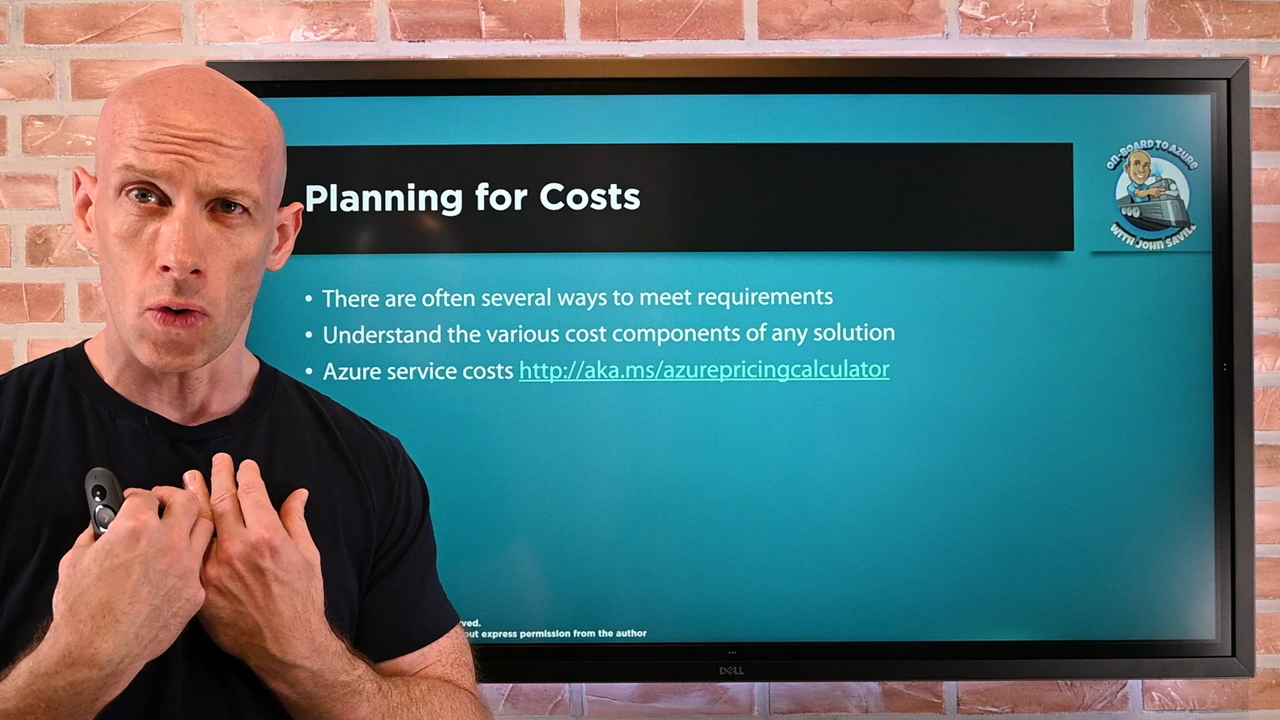 Planning for Costs
ON-BOARD TO AZURE
WITH JOHN SAVILL
• There are often several ways to meet requirements
• Understand the various cost components of any solution
• Azure service costs http://aka.ms/azurepricingcalculator
express permission from the author
DELL